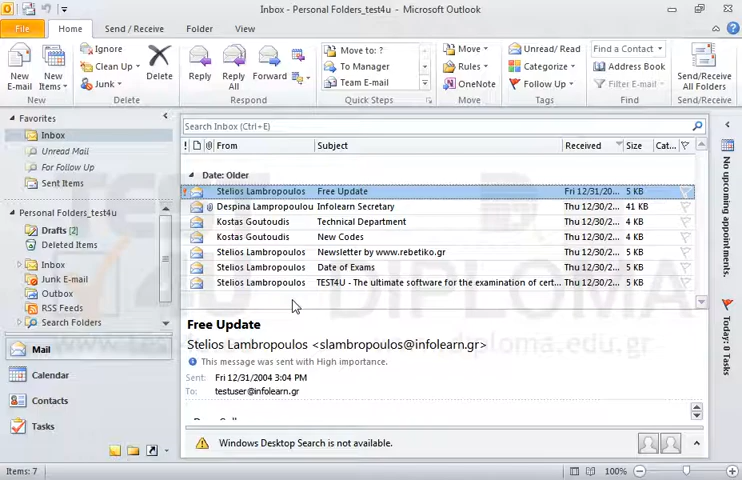 Inbox - Personal Folders_test4u - Microsoft Outlook
File Home Send / Receive Folder View
New E-mail
New Items
New
Ignore
Clean Up
Junk
Delete
Delete
Reply
Reply All
Forward
Respond
Move to: ?
To Manager
Team E-mail
Quick Steps
Move
Rules
OneNote
Move
Unread/ Read
Categorize
Follow Up
Tags
Find a Contact
Address Book
Filter E-mail
Find
Send/Receive All Folders
Send/Receive
Favorites
Inbox
Unread Mail
For Follow Up
Sent Items
Personal Folders_test4u
Drafts [2]
Deleted Items
Inbox
Junk E-mail
Outbox
RSS Feeds
Search Folders
Mail
Calendar
Contacts
Tasks
Search Inbox (Ctrl+E)
! From Subject Received Size Cat...
Date: Older
Stelios Lambropoulos Free Update Fri 12/31/20... 5 KB
Despina Lampropoulou Infolearn Secretary Thu 12/30/2... 41 KB
Kostas Goutoudis Technical Department Thu 12/30/2... 4 KB
Kostas Goutoudis New Codes Thu 12/30/2... 4 KB
Stelios Lambropoulos Newsletter by www.rebetiko.gr Thu 12/30/2... 5 KB
Stelios Lambropoulos Date of Exams Thu 12/30/2... 5 KB
Stelios Lambropoulos TEST4U - The ultimate software for the examination of cert... Thu 12/30/2... 5 KB
Free Update
Stelios Lambropoulos <slambropoulos@infolearn.gr>
This message was sent with High importance.
Sent: Fri 12/31/2004 3:04 PM
To: testuser@infolearn.gr
Windows Desktop Search is not available.
No upcoming appointments.
Today: 0 Tasks
Items: 7
100%
TEST 4U
DIPLOMA